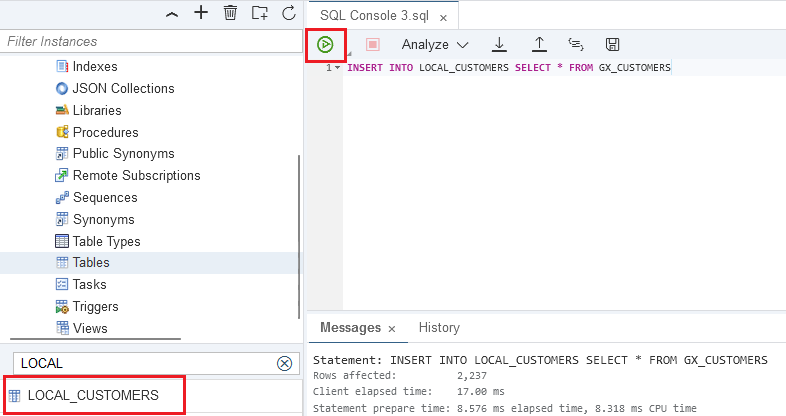 Filter Instances
Indexes
JSON Collections
Libraries
Procedures
Public Synonyms
Remote Subscriptions
Sequences
Synonyms
Table Types
Tables
Tasks
Triggers
Views
LOCAL
LOCAL_CUSTOMERS
SQL Console 3.sql
Analyze
1 INSERT INTO LOCAL_CUSTOMERS SELECT * FROM GX_CUSTOMERS
Messages History
Statement: INSERT INTO LOCAL_CUSTOMERS SELECT * FROM GX_CUSTOMERS
Rows affected: 2,237
Client elapsed time: 17.00 ms
Statement prepare time: 8.576 ms elapsed, 8.318 ms CPU time